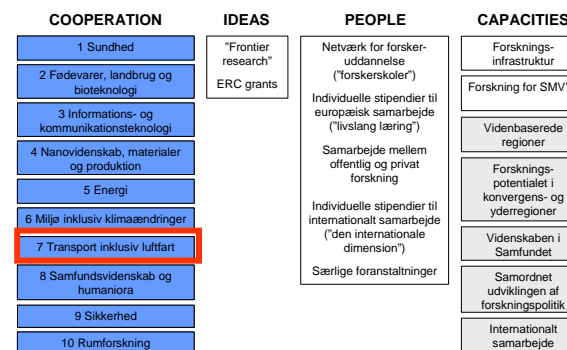 COOPERATION
1 Sundhed
2 Fødevarer, landbrug og
bioteknologi
3 Informations- og
kommunikationsteknologi
4 Nanovidenskab, materialer
og produktion
5 Energi
6 Miljø inklusiv klimaændringer
7 Transport inklusiv luftfart
8 Samfundsvidenskab og
humaniora
9 Sikkerhed
10 Rumforskning
IDEAS
"Frontier
research"
ERC grants
PEOPLE
Netværk for forsker-
uddannelse
("forskerskoler")
Individuelle stipendier til
europæisk samarbejde
("livslang læring")
Samarbejde mellem
offentlig og privat
forskning
Individuelle stipendier til
internationalt samarbejde
("den internationale
dimension")
Særlige foranstaltninger
CAPACITIES
Forsknings-
infrastruktur
Forskning for SMV'
Videnbaserede
regioner
Forsknings-
potentialet i
konvergens- og
yderregioner
Videnskaben i
Samfundet
Samordnet
udviklingen af
forskningspolitik
Internationalt
samarbejde